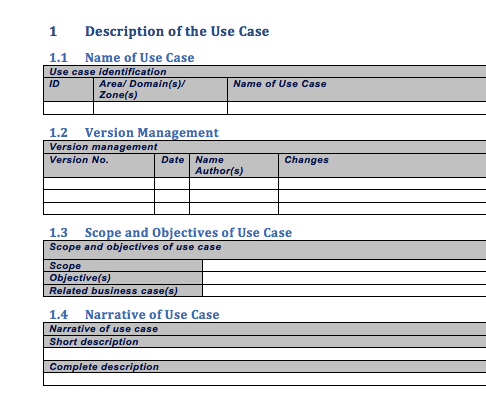 1 Description of the Use Case
1.1 Name of Use Case
Use case identification
ID Area/ Domain(s)/ Name of Use Case
Zone(s)
1.2 Version Management
Version management
Version No. Date Name Changes
Author(s)
1.3 Scope and Objectives of Use Case
Scope and objectives of use case
Scope
Objective(s)
Related business case(s)
1.4 Narrative of Use Case
Narrative of use case
Short description
Complete description